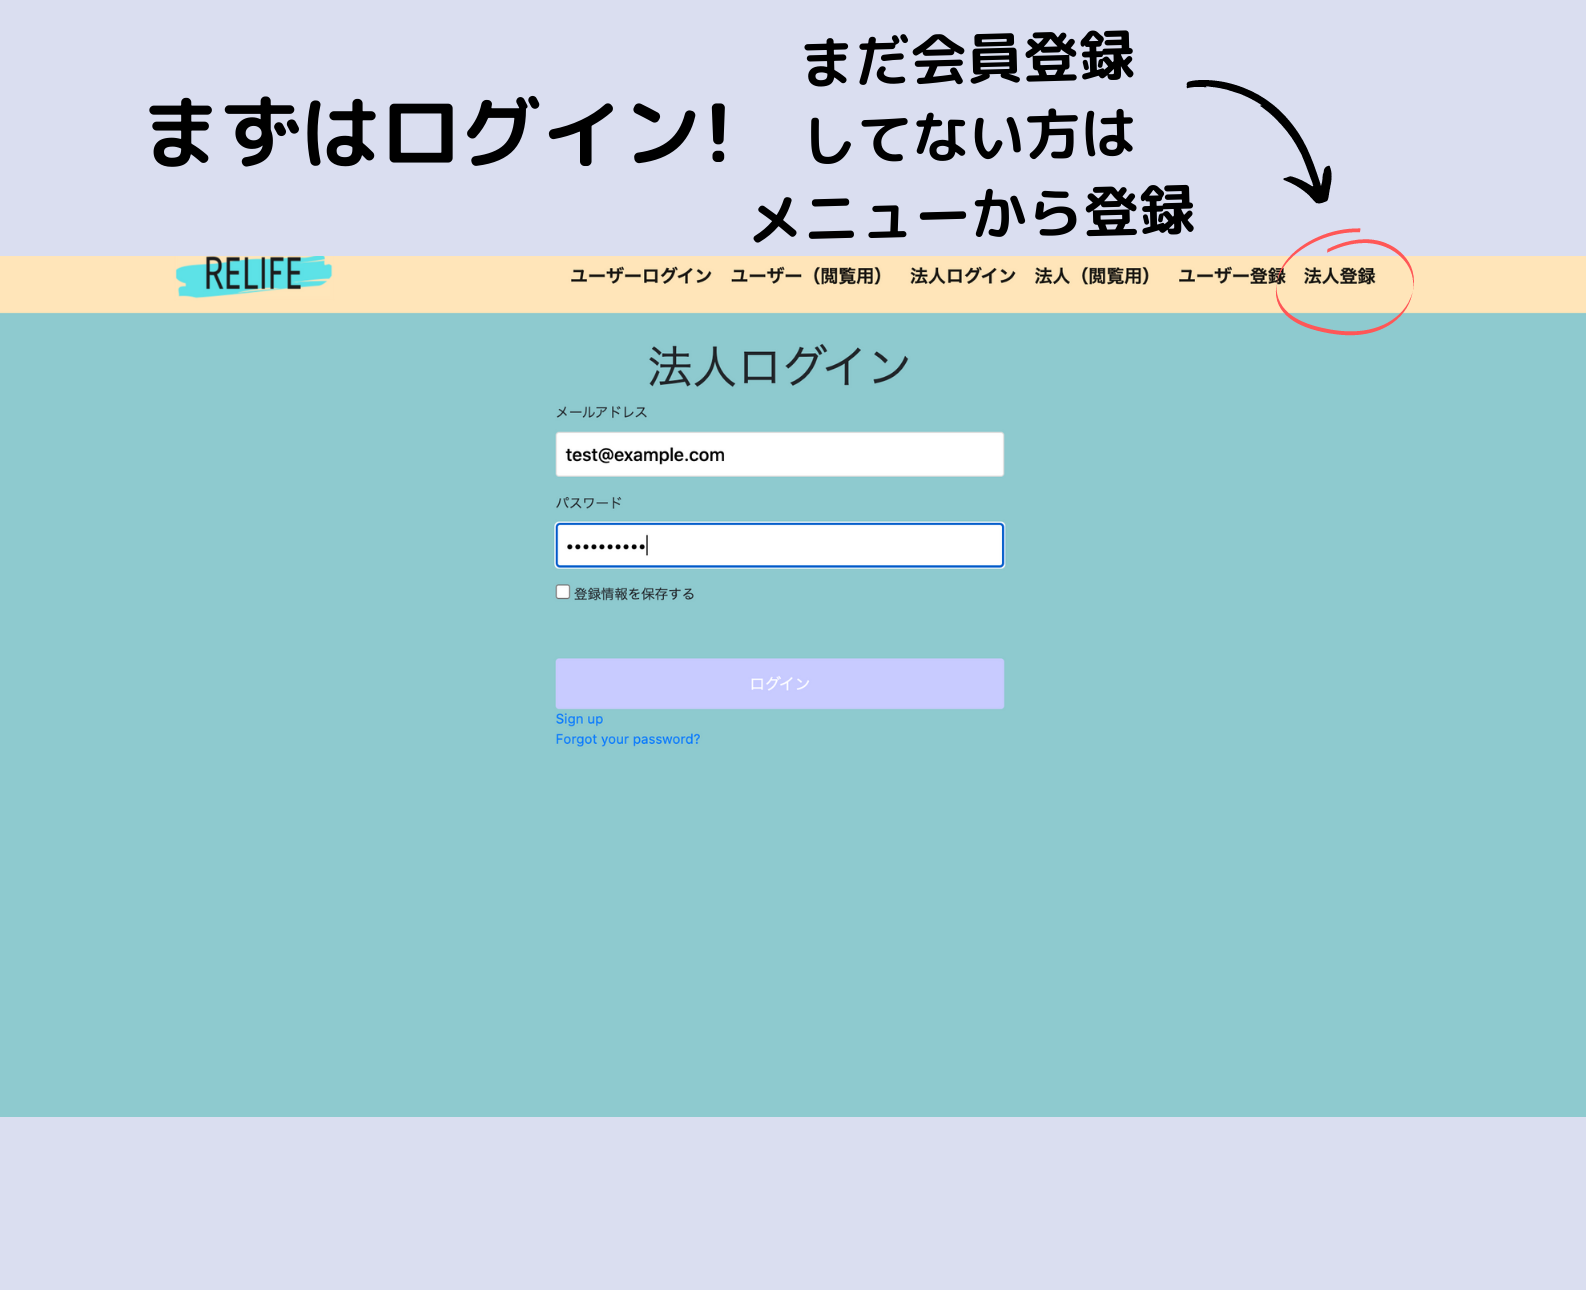 まずはログイン!
まだ会員登録
してない方は
メニューから登録
RELIFE
ユーザーログイン ユーザー（閲覧用） 法人ログイン 法人（閲覧用） ユーザー登録 法人登録
法人ログイン
メールアドレス
test@example.com
パスワード
••••••••••
登録情報を保存する
ログイン
Sign up
Forgot your password?